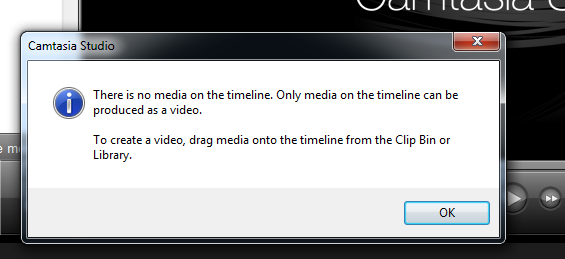 Camtasia
Camtasia Studio
There is no media on the timeline. Only media on the timeline can be
produced as a video.
To create a video, drag media onto the timeline from the Clip Bin or
Library.
OK